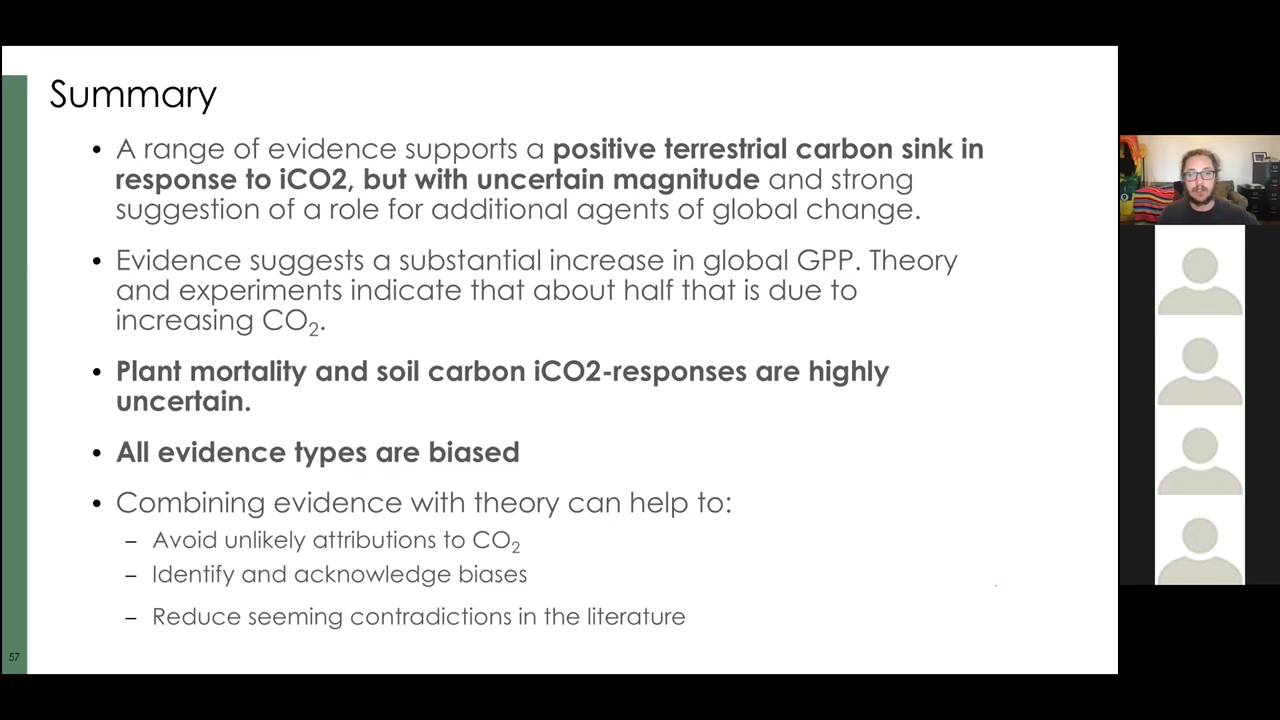 Summary
• A range of evidence supports a positive terrestrial carbon sink in
response to iCO2, but with uncertain magnitude and strong
suggestion of a role for additional agents of global change.
• Evidence suggests a substantial increase in global GPP. Theory
and experiments indicate that about half that is due to
increasing CO₂.
• Plant mortality and soil carbon iCO2-responses are highly
uncertain.
• All evidence types are biased
• Combining evidence with theory can help to:
– Avoid unlikely attributions to CO₂
– Identify and acknowledge biases
– Reduce seeming contradictions in the literature
57